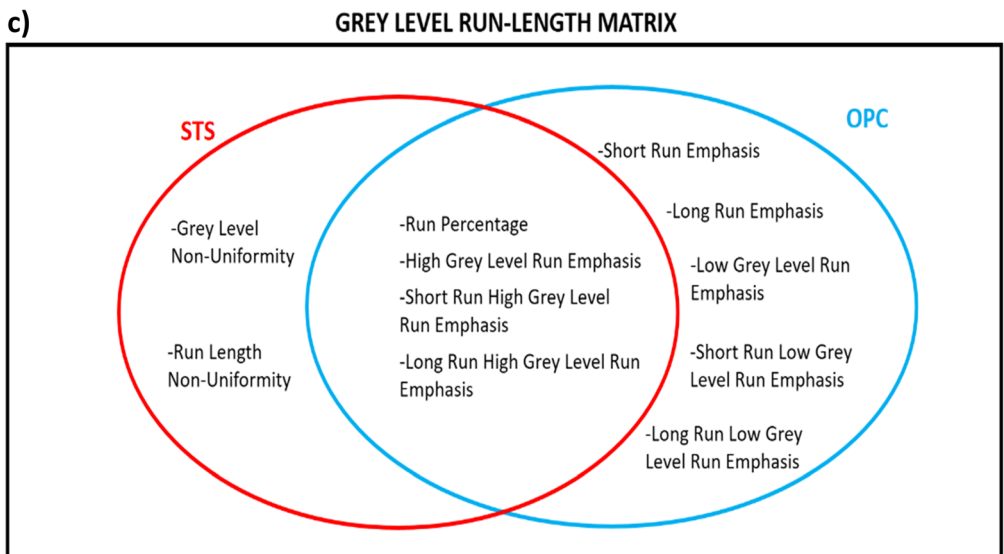 c)
GREY LEVEL RUN-LENGTH MATRIX
STS
OPC
-Grey Level
Non-Uniformity
-Run Length
Non-Uniformity
-Run Percentage
-High Grey Level Run Emphasis
-Short Run High Grey Level
Run Emphasis
-Long Run High Grey Level Run
Emphasis
-Short Run Emphasis
-Long Run Emphasis
-Low Grey Level Run
Emphasis
-Short Run Low Grey
Level Run Emphasis
-Long Run Low Grey
Level Run Emphasis